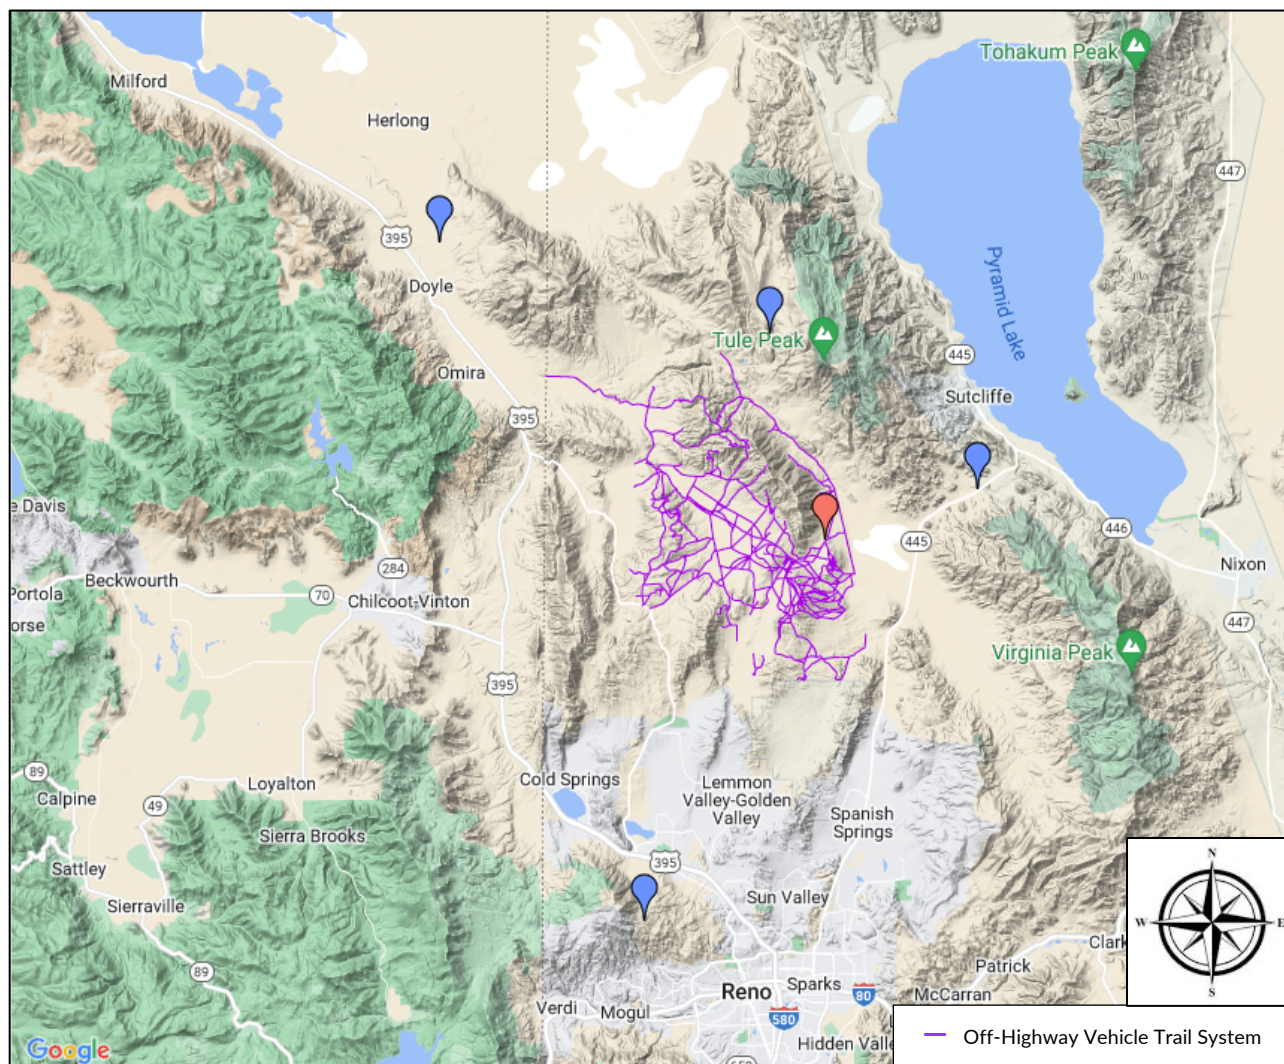 Tohakum Peak
Milford
Herlong
447
395
Pyramid Lake
Doyle
Tule Peak
445
Omira
Sutcliffe
395
e Davis
446
445
Nixon
284
Beckwourth
Portola
70
Chilcoot-Vinton
orse
447
Virginia Peak
395
89
Cold Springs
Loyalton
Lemmon
Valley-Golden
Valley
Calpine
49
Spanish
Springs
Sierra Brooks
N
395
Sattley
Sun Valley
Sierraville
W
E
Clark
89
Patrick
Reno
Sparks
80
McCarran
S
Verdi
Mogul
580
Off-Highway Vehicle Trail System
Hidden Valle
Google